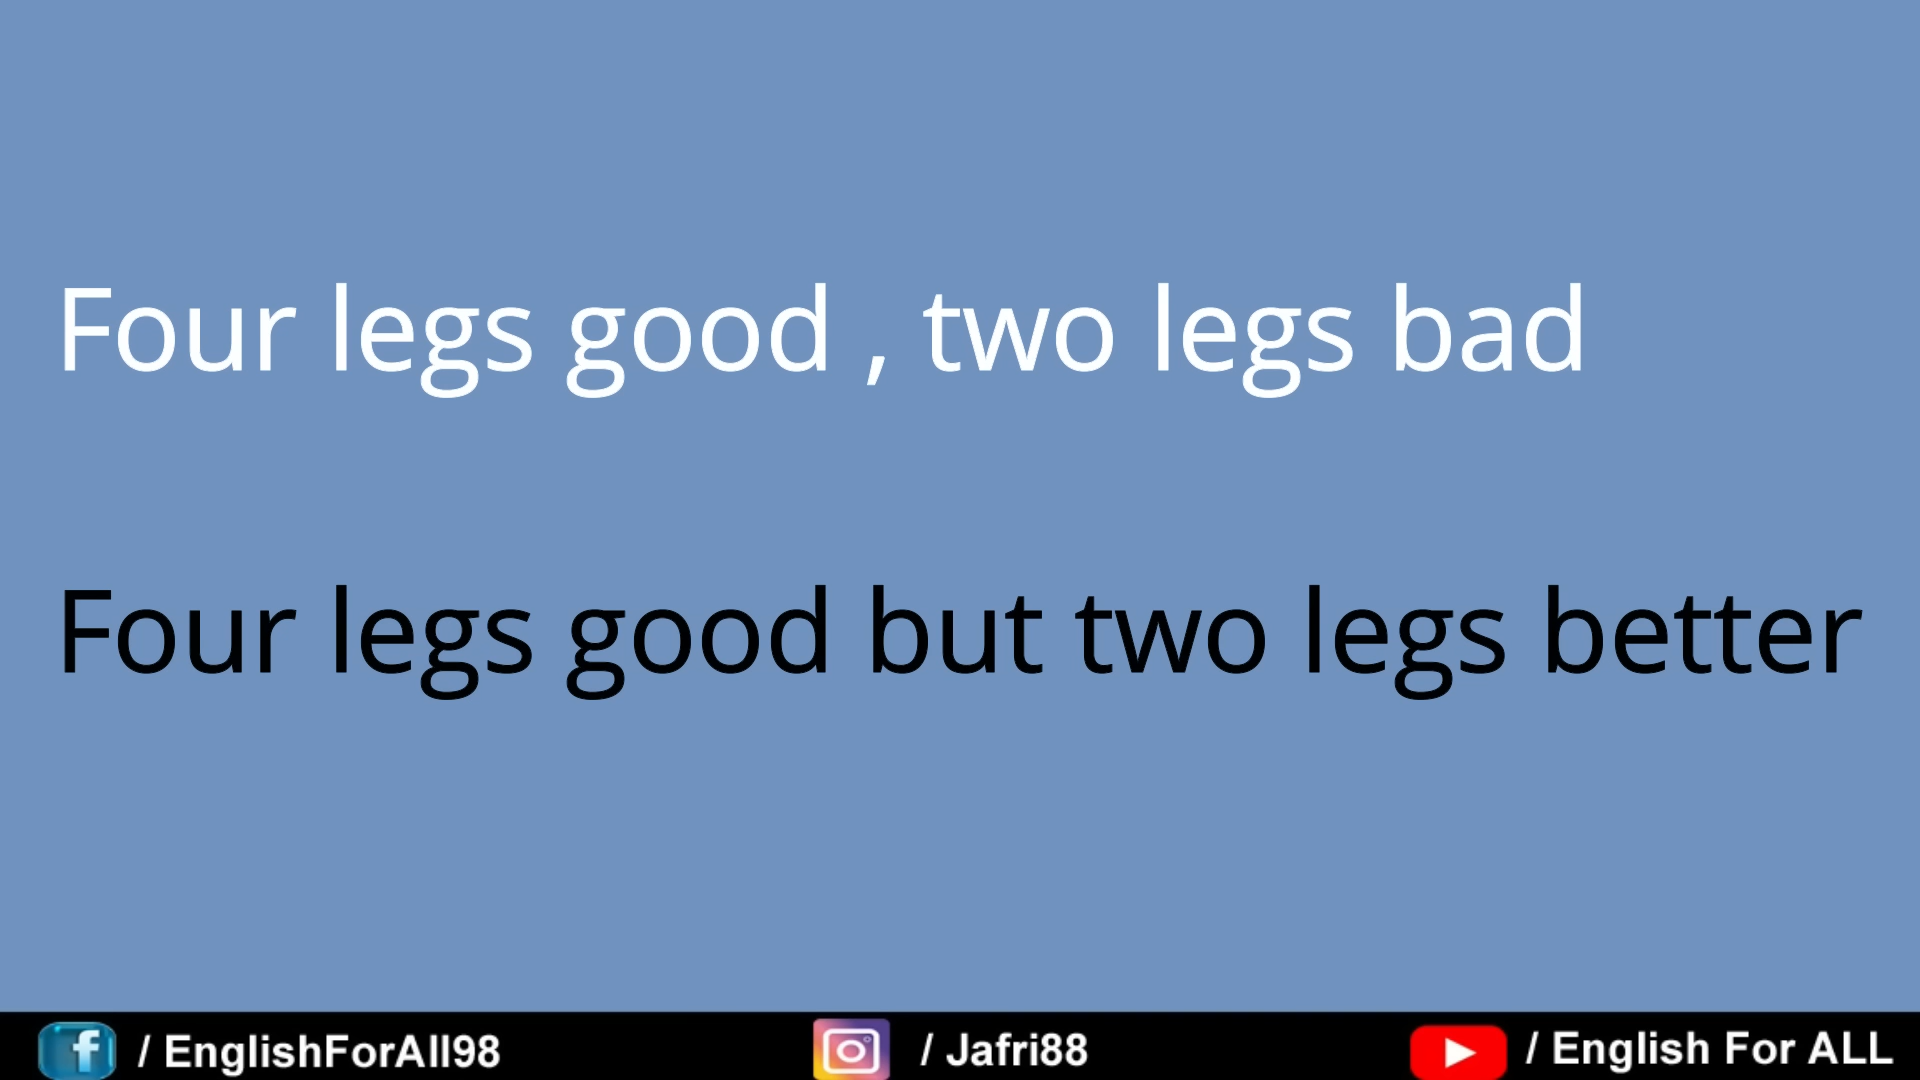 Four legs good , two legs bad
Four legs good but two legs better
/ EnglishForAll98
/ Jafri88
/ English For ALL